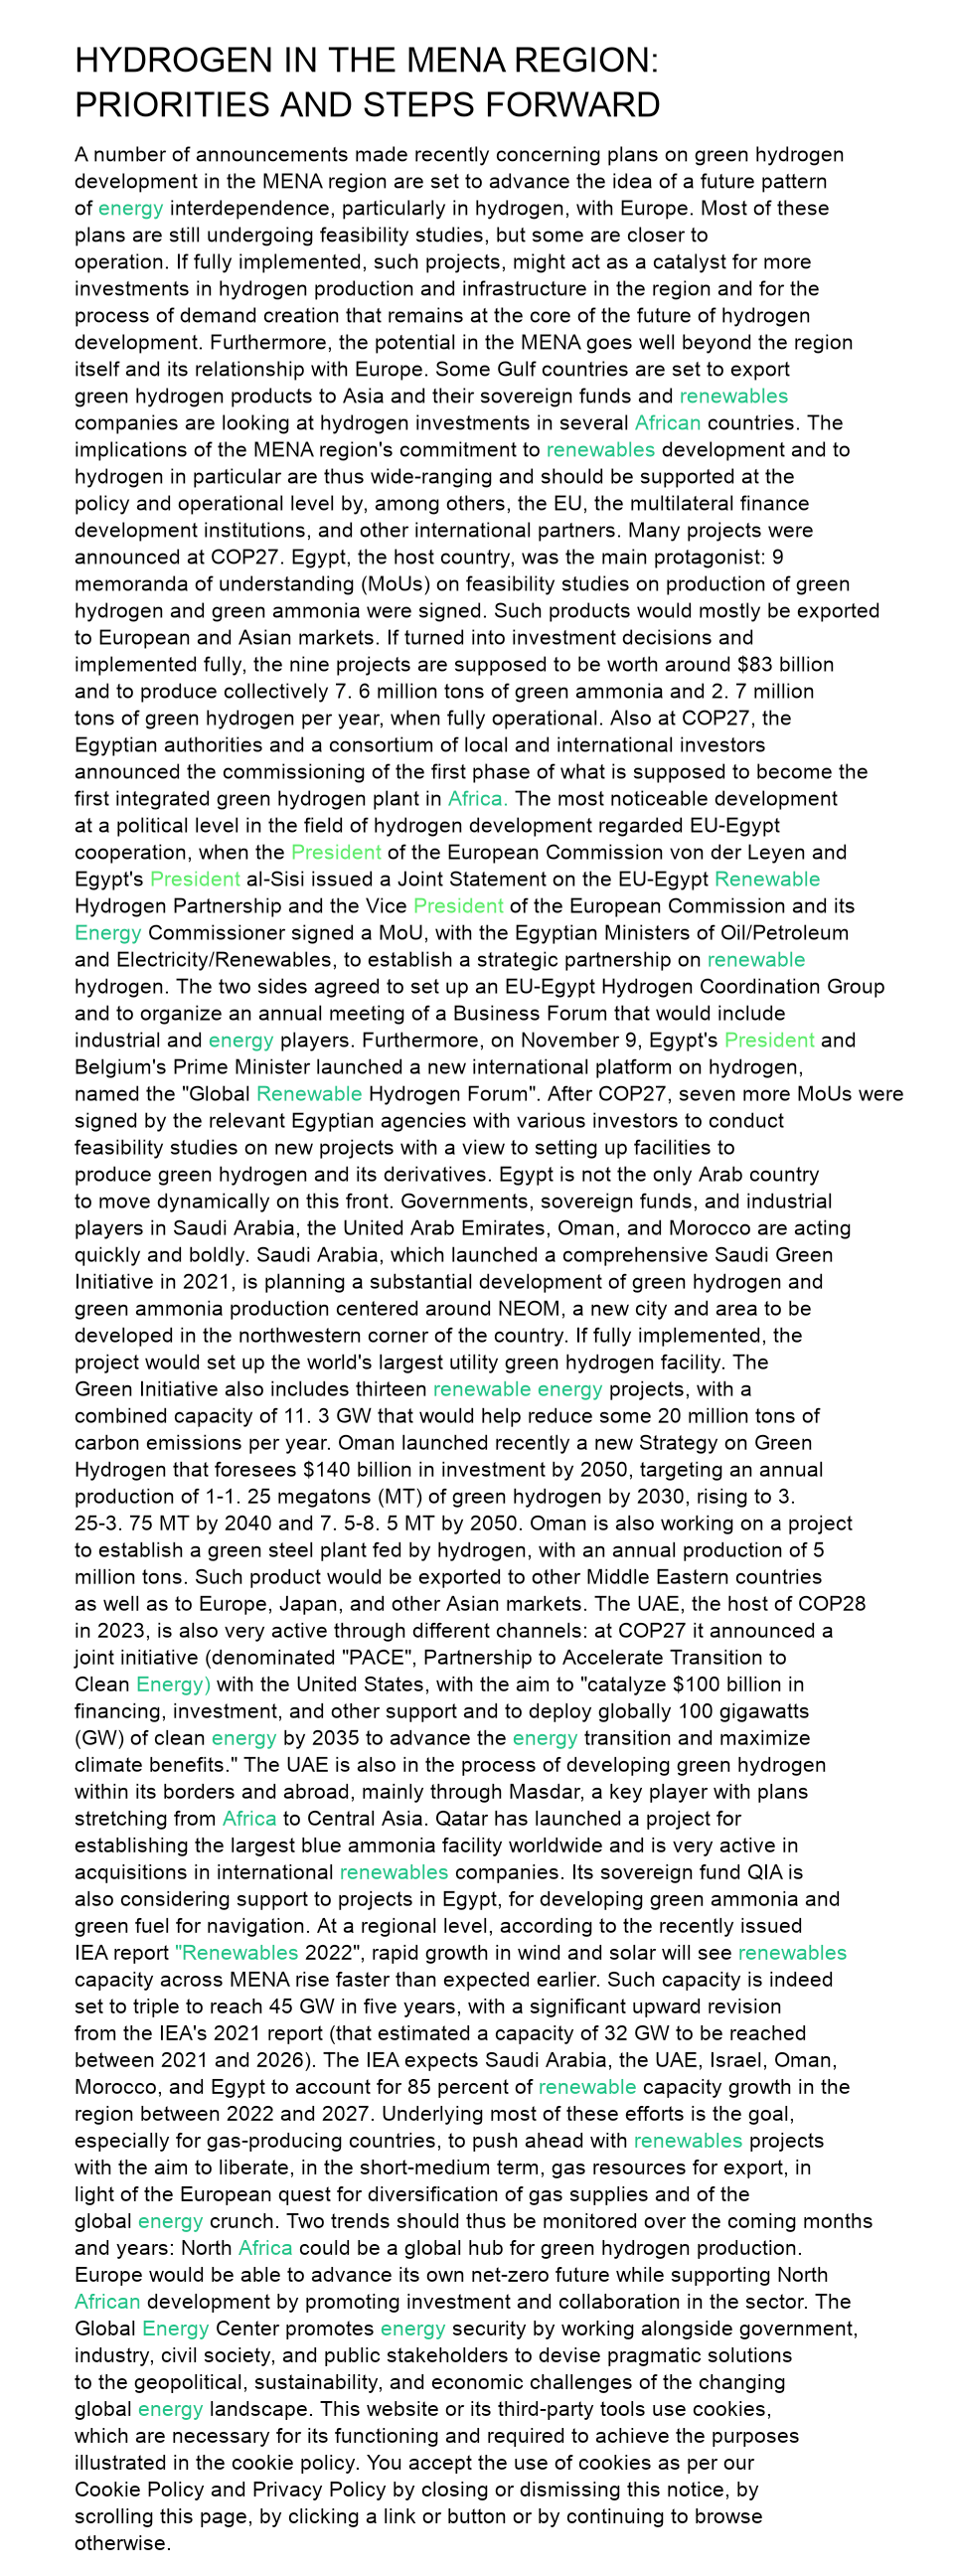 HYDROGEN IN THE MENA REGION:
PRIORITIES AND STEPS FORWARD
A number of announcements made recently concerning plans on green hydrogen
development in the MENA region are set to advance the idea of a future pattern
of energy interdependence, particularly in hydrogen, with Europe. Most of these
plans are still undergoing feasibility studies, but some are closer to
operation. If fully implemented, such projects, might act as a catalyst for more
investments in hydrogen production and infrastructure in the region and for the
process of demand creation that remains at the core of the future of hydrogen
development. Furthermore, the potential in the MENA goes well beyond the region
itself and its relationship with Europe. Some Gulf countries are set to export
green hydrogen products to Asia and their sovereign funds and renewables
companies are looking at hydrogen investments in several African countries. The
implications of the MENA region's commitment to renewables development and to
hydrogen in particular are thus wide-ranging and should be supported at the
policy and operational level by, among others, the EU, the multilateral finance
development institutions, and other international partners. Many projects were
announced at COP27. Egypt, the host country, was the main protagonist: 9
memoranda of understanding (MoUs) on feasibility studies on production of green
hydrogen and green ammonia were signed. Such products would mostly be exported
to European and Asian markets. If turned into investment decisions and
implemented fully, the nine projects are supposed to be worth around $83 billion
and to produce collectively 7. 6 million tons of green ammonia and 2. 7 million
tons of green hydrogen per year, when fully operational. Also at COP27, the
Egyptian authorities and a consortium of local and international investors
announced the commissioning of the first phase of what is supposed to become the
first integrated green hydrogen plant in Africa. The most noticeable development
at a political level in the field of hydrogen development regarded EU-Egypt
cooperation, when the President of the European Commission von der Leyen and
Egypt's President al-Sisi issued a Joint Statement on the EU-Egypt Renewable
Hydrogen Partnership and the Vice President of the European Commission and its
Energy Commissioner signed a MoU, with the Egyptian Ministers of Oil/Petroleum
and Electricity/Renewables, to establish a strategic partnership on renewable
hydrogen. The two sides agreed to set up an EU-Egypt Hydrogen Coordination Group
and to organize an annual meeting of a Business Forum that would include
industrial and energy players. Furthermore, on November 9, Egypt's President and
Belgium's Prime Minister launched a new international platform on hydrogen,
named the "Global Renewable Hydrogen Forum". After COP27, seven more MoUs were
signed by the relevant Egyptian agencies with various investors to conduct
feasibility studies on new projects with a view to setting up facilities to
produce green hydrogen and its derivatives. Egypt is not the only Arab country
to move dynamically on this front. Governments, sovereign funds, and industrial
players in Saudi Arabia, the United Arab Emirates, Oman, and Morocco are acting
quickly and boldly. Saudi Arabia, which launched a comprehensive Saudi Green
Initiative in 2021, is planning a substantial development of green hydrogen and
green ammonia production centered around NEOM, a new city and area to be
developed in the northwestern corner of the country. If fully implemented, the
project would set up the world's largest utility green hydrogen facility. The
Green Initiative also includes thirteen renewable energy projects, with a
combined capacity of 11. 3 GW that would help reduce some 20 million tons of
carbon emissions per year. Oman launched recently a new Strategy on Green
Hydrogen that foresees $140 billion in investment by 2050, targeting an annual
production of 1-1. 25 megatons (MT) of green hydrogen by 2030, rising to 3.
25-3. 75 MT by 2040 and 7. 5-8. 5 MT by 2050. Oman is also working on a project
to establish a green steel plant fed by hydrogen, with an annual production of 5
million tons. Such product would be exported to other Middle Eastern countries
as well as to Europe, Japan, and other Asian markets. The UAE, the host of COP28
in 2023, is also very active through different channels: at COP27 it announced a
joint initiative (denominated "PACE", Partnership to Accelerate Transition to
Clean Energy) with the United States, with the aim to "catalyze $100 billion in
financing, investment, and other support and to deploy globally 100 gigawatts
(GW) of clean energy by 2035 to advance the energy transition and maximize
climate benefits." The UAE is also in the process of developing green hydrogen
within its borders and abroad, mainly through Masdar, a key player with plans
stretching from Africa to Central Asia. Qatar has launched a project for
establishing the largest blue ammonia facility worldwide and is very active in
acquisitions in international renewables companies. Its sovereign fund QIA is
also considering support to projects in Egypt, for developing green ammonia and
green fuel for navigation. At a regional level, according to the recently issued
IEA report "Renewables 2022", rapid growth in wind and solar will see renewables
capacity across MENA rise faster than expected earlier. Such capacity is indeed
set to triple to reach 45 GW in five years, with a significant upward revision
from the IEA's 2021 report (that estimated a capacity of 32 GW to be reached
between 2021 and 2026). The IEA expects Saudi Arabia, the UAE, Israel, Oman,
Morocco, and Egypt to account for 85 percent of renewable capacity growth in the
region between 2022 and 2027. Underlying most of these efforts is the goal,
especially for gas-producing countries, to push ahead with renewables projects
with the aim to liberate, in the short-medium term, gas resources for export, in
light of the European quest for diversification of gas supplies and of the
global energy crunch. Two trends should thus be monitored over the coming months
and years: North Africa could be a global hub for green hydrogen production.
Europe would be able to advance its own net-zero future while supporting North
African development by promoting investment and collaboration in the sector. The
Global Energy Center promotes energy security by working alongside government,
industry, civil society, and public stakeholders to devise pragmatic solutions
to the geopolitical, sustainability, and economic challenges of the changing
global energy landscape. This website or its third-party tools use cookies,
which are necessary for its functioning and required to achieve the purposes
illustrated in the cookie policy. You accept the use of cookies as per our
Cookie Policy and Privacy Policy by closing or dismissing this notice, by
scrolling this page, by clicking a link or button or by continuing to browse
otherwise.